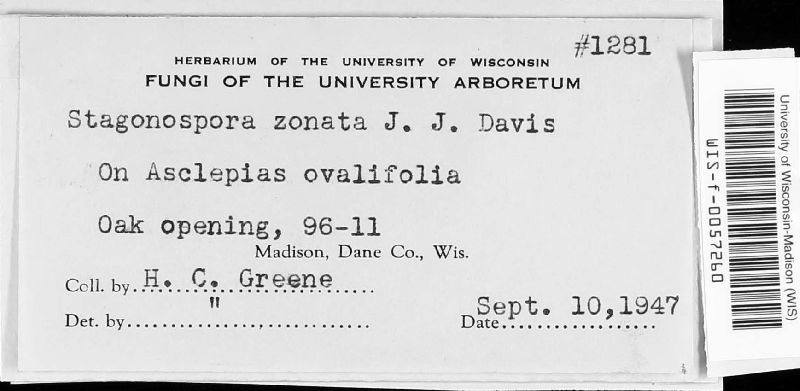 #1281
HERBARIUM OF THE UNIVERSITY OF WISCONSIN
FUNGI OF THE UNIVERSITY ARBORETUM
Stagonospora zonata J. J. Davis
On Asclepias ovalifolia
Oak opening, 96-11
Madison, Dane Co., Wis.
Coll. by H. C. Greene
Det. by "
Date Sept. 10,1947
University of Wisconsin-Madison (WIS)
WIS-f-0057260